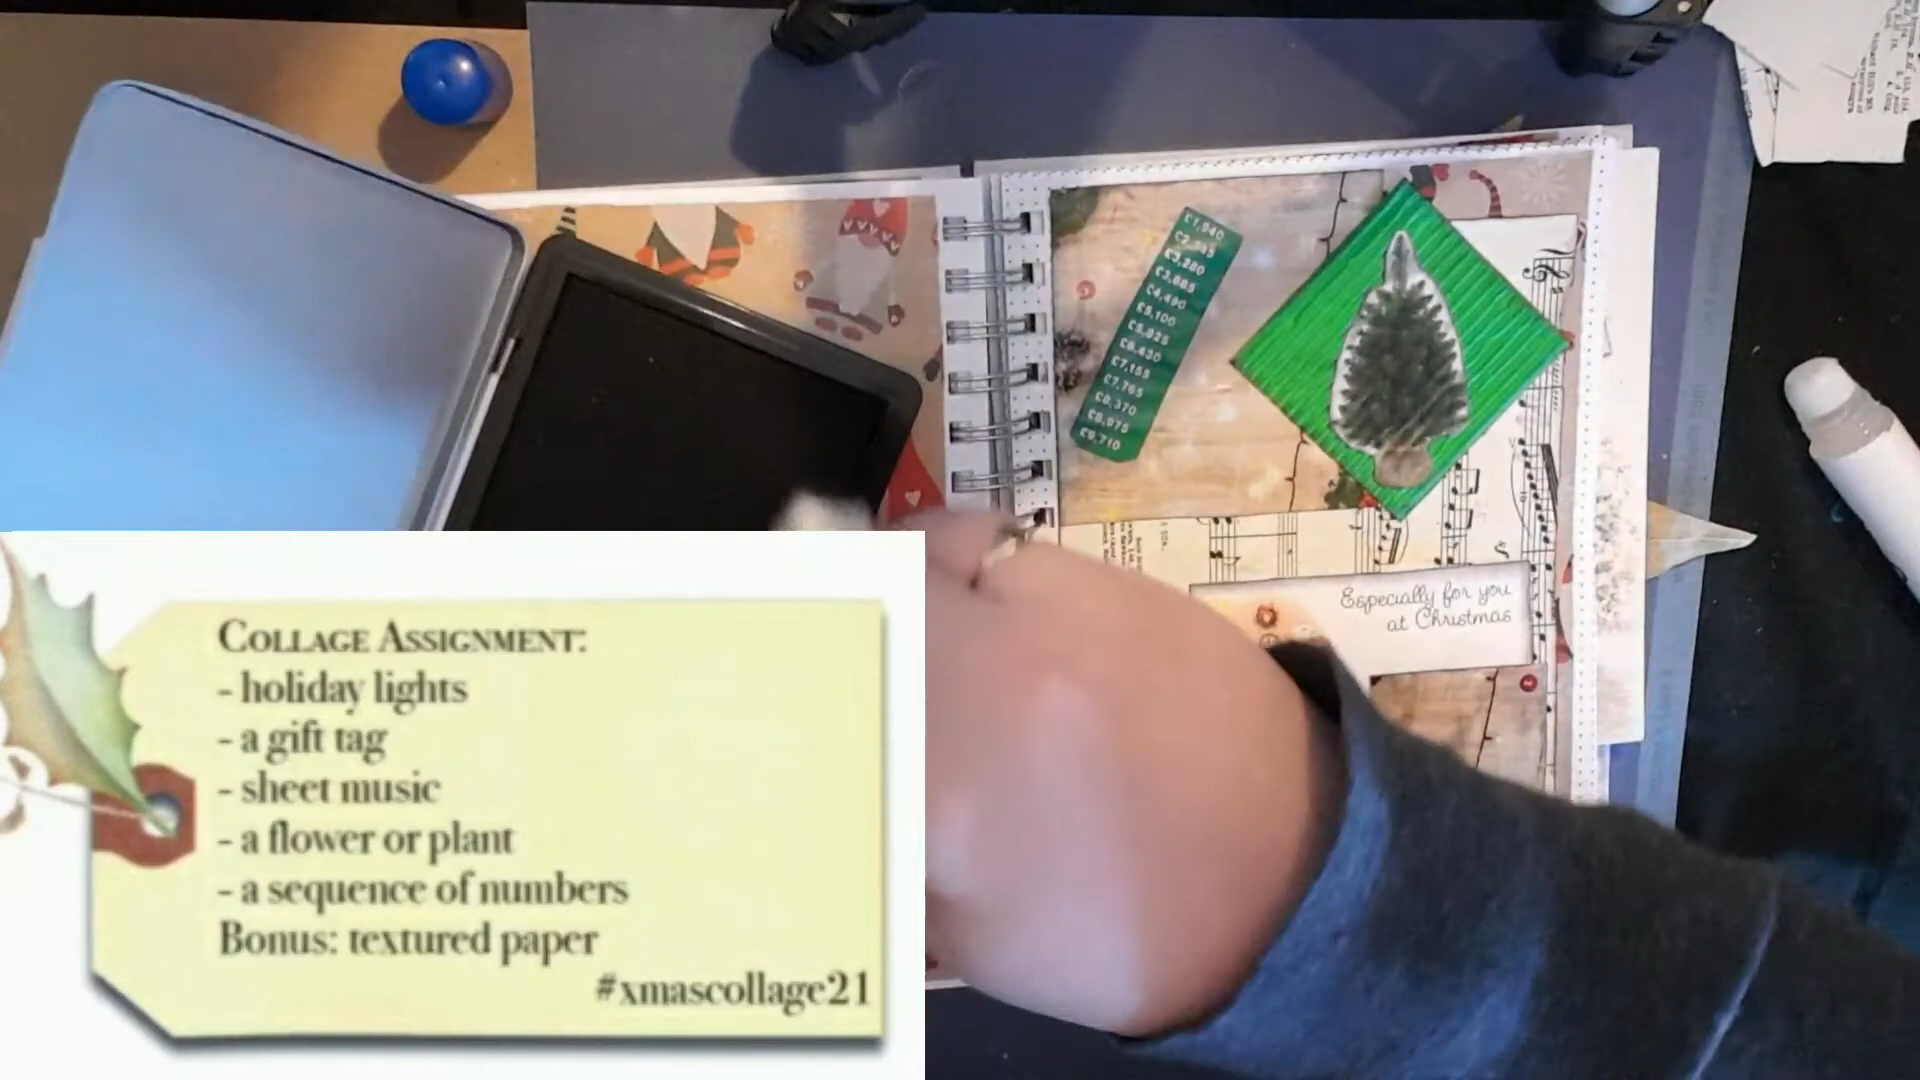 £1,940
£3,280
£3,885
£4,490
£5,100
£5,825
£6,430
£7,155
£7,765
£8,370
£8,975
£9,710
Especially for you
at Christmas
COLLAGE ASSIGNMENT:
- holiday lights
- a gift tag
- sheet music
- a flower or plant
- a sequence of numbers
Bonus: textured paper
#xmascollage21